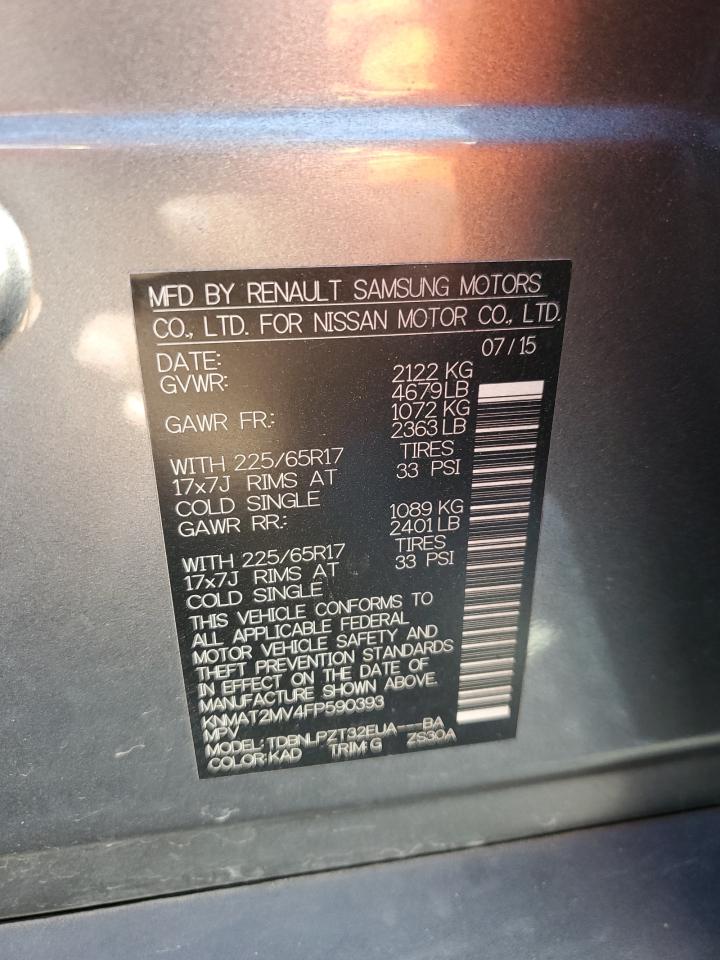 MFD BY RENAULT SAMSUNG MOTORS
CO., LTD. FOR NISSAN MOTOR CO., LTD.
DATE: 07/15
GVWR: 2122 KG
4679 LB
GAWR FR: 1072 KG
2363 LB
WITH 225/65R17 TIRES
17x7J RIMS AT 33 PSI
COLD SINGLE
GAWR RR: 1089 KG
2401 LB
WITH 225/65R17 TIRES
17x7J RIMS AT 33 PSI
COLD SINGLE
THIS VEHICLE CONFORMS TO
ALL APPLICABLE FEDERAL
MOTOR VEHICLE SAFETY AND
THEFT PREVENTION STANDARDS
IN EFFECT ON THE DATE OF
MANUFACTURE SHOWN ABOVE.
KNMAT2MV4FP590393
MPV
MODEL: TDBNLPZT32EUA---BA
COLOR: KAD TRIM: G ZS30A